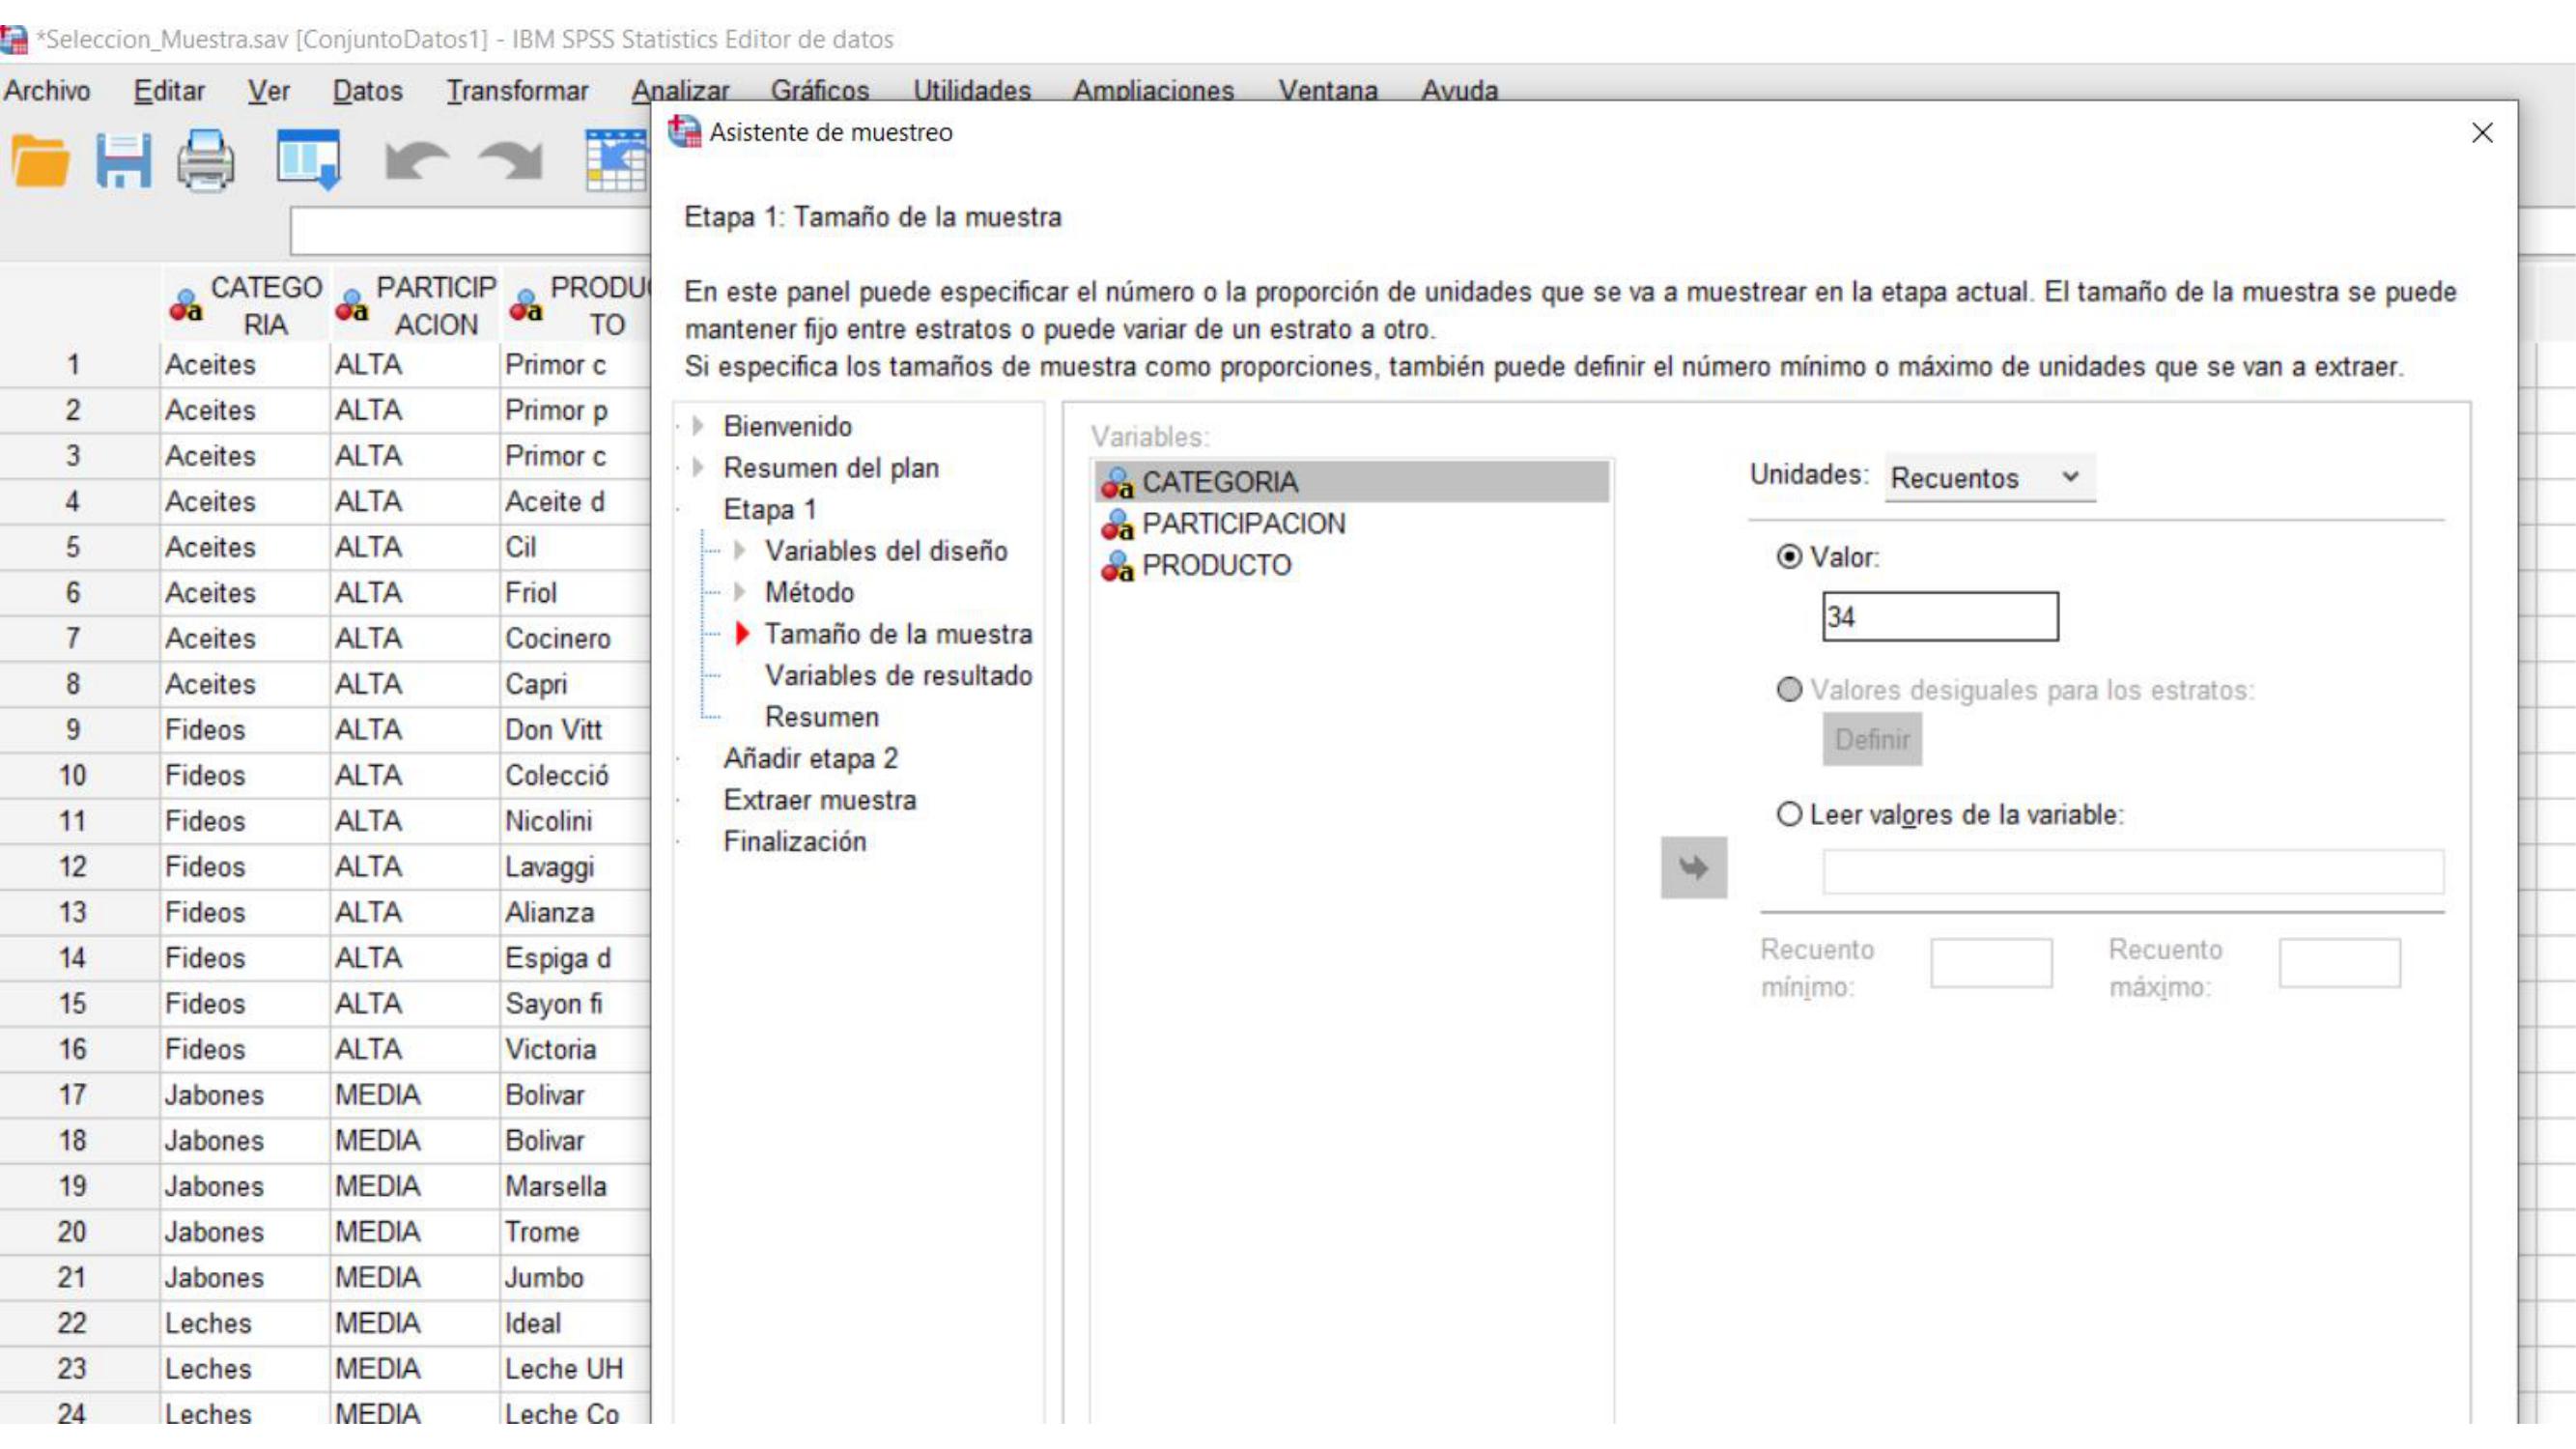 *Seleccion_Muestra.sav [ConjuntoDatos1] - IBM SPSS Statistics Editor de datos
Archivo Editar Ver Datos Transformar Analizar Gráficos Utilidades Ampliaciones Ventana Ayuda
Asistente de muestreo
Etapa 1: Tamaño de la muestra
En este panel puede especificar el número o la proporción de unidades que se va a muestrear en la etapa actual. El tamaño de la muestra se puede
mantener fijo entre estratos o puede variar de un estrato a otro.
Si especifica los tamaños de muestra como proporciones, también puede definir el número mínimo o máximo de unidades que se van a extraer.
CATEGO
RIA
PARTICIP
ACION
PRODUC
TO
1 Aceites ALTA Primor c
2 Aceites ALTA Primor p
3 Aceites ALTA Primor c
4 Aceites ALTA Aceite d
5 Aceites ALTA Cil
6 Aceites ALTA Friol
7 Aceites ALTA Cocinero
8 Aceites ALTA Capri
9 Fideos ALTA Don Vitt
10 Fideos ALTA Colecció
11 Fideos ALTA Nicolini
12 Fideos ALTA Lavaggi
13 Fideos ALTA Alianza
14 Fideos ALTA Espiga d
15 Fideos ALTA Sayon fi
16 Fideos ALTA Victoria
17 Jabones MEDIA Bolivar
18 Jabones MEDIA Bolivar
19 Jabones MEDIA Marsella
20 Jabones MEDIA Trome
21 Jabones MEDIA Jumbo
22 Leches MEDIA Ideal
23 Leches MEDIA Leche UH
24 Leches MEDIA Leche Co
Bienvenido
Resumen del plan
Etapa 1
Variables del diseño
Método
Tamaño de la muestra
Variables de resultado
Resumen
Añadir etapa 2
Extraer muestra
Finalización
Variables:
CATEGORIA
PARTICIPACION
PRODUCTO
Unidades: Recuentos
Valor:
34
Valores desiguales para los estratos:
Definir
Leer valores de la variable:
Recuento
mínimo:
Recuento
máximo: